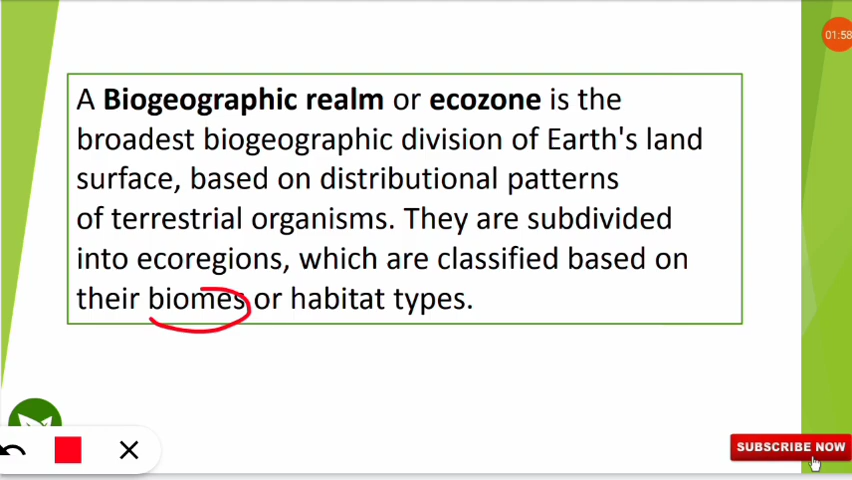 01:58
A Biogeographic realm or ecozone is the
broadest biogeographic division of Earth's land
surface, based on distributional patterns
of terrestrial organisms. They are subdivided
into ecoregions, which are classified based on
their biomes or habitat types.
SUBSCRIBE NOW